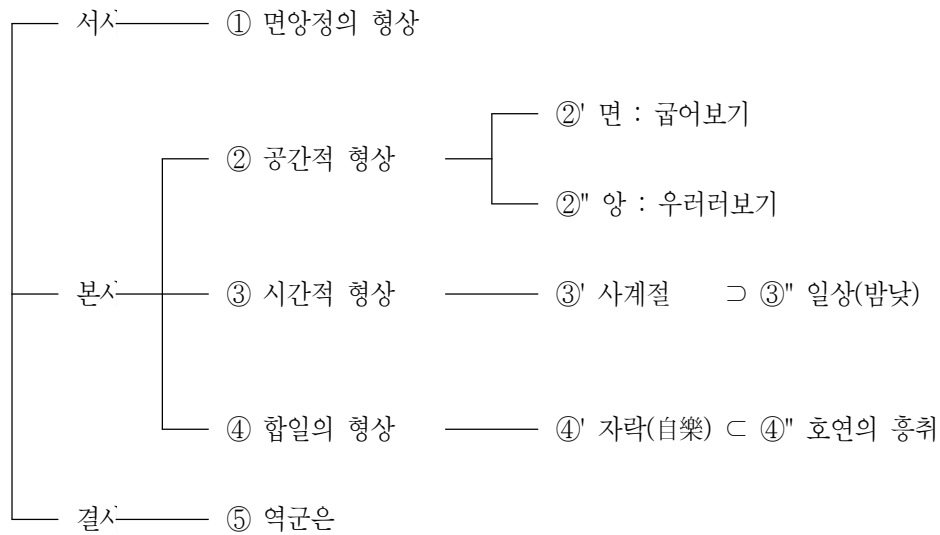 서사 ① 면앙정의 형상
②' 면 : 굽어보기
② 공간적 형상
②" 앙 : 우러러보기
본사 ③ 시간적 형상 ③' 사계절 ⊃ ③" 일상(밤낮)
④ 합일의 형상 ④' 자락(自樂) ⊂ ④" 호연의 흥취
결사 ⑤ 역군은